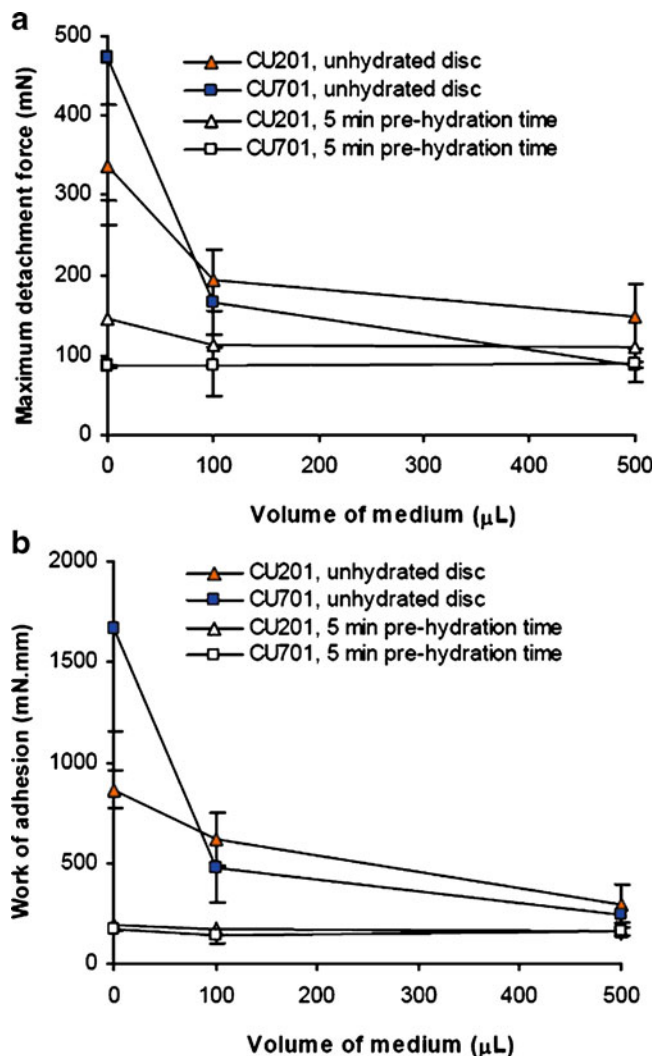 a
500
400
300
200
100
0
Maximum detachment force (mN)
CU201, unhydrated disc
CU701, unhydrated disc
CU201, 5 min pre-hydration time
CU701, 5 min pre-hydration time
0 100 200 300 400 500
Volume of medium (µL)
b
2000
1500
1000
500
0
Work of adhesion (mN.mm)
CU201, unhydrated disc
CU701, unhydrated disc
CU201, 5 min pre-hydration time
CU701, 5 min pre-hydration time
0 100 200 300 400 500
Volume of medium (µL)